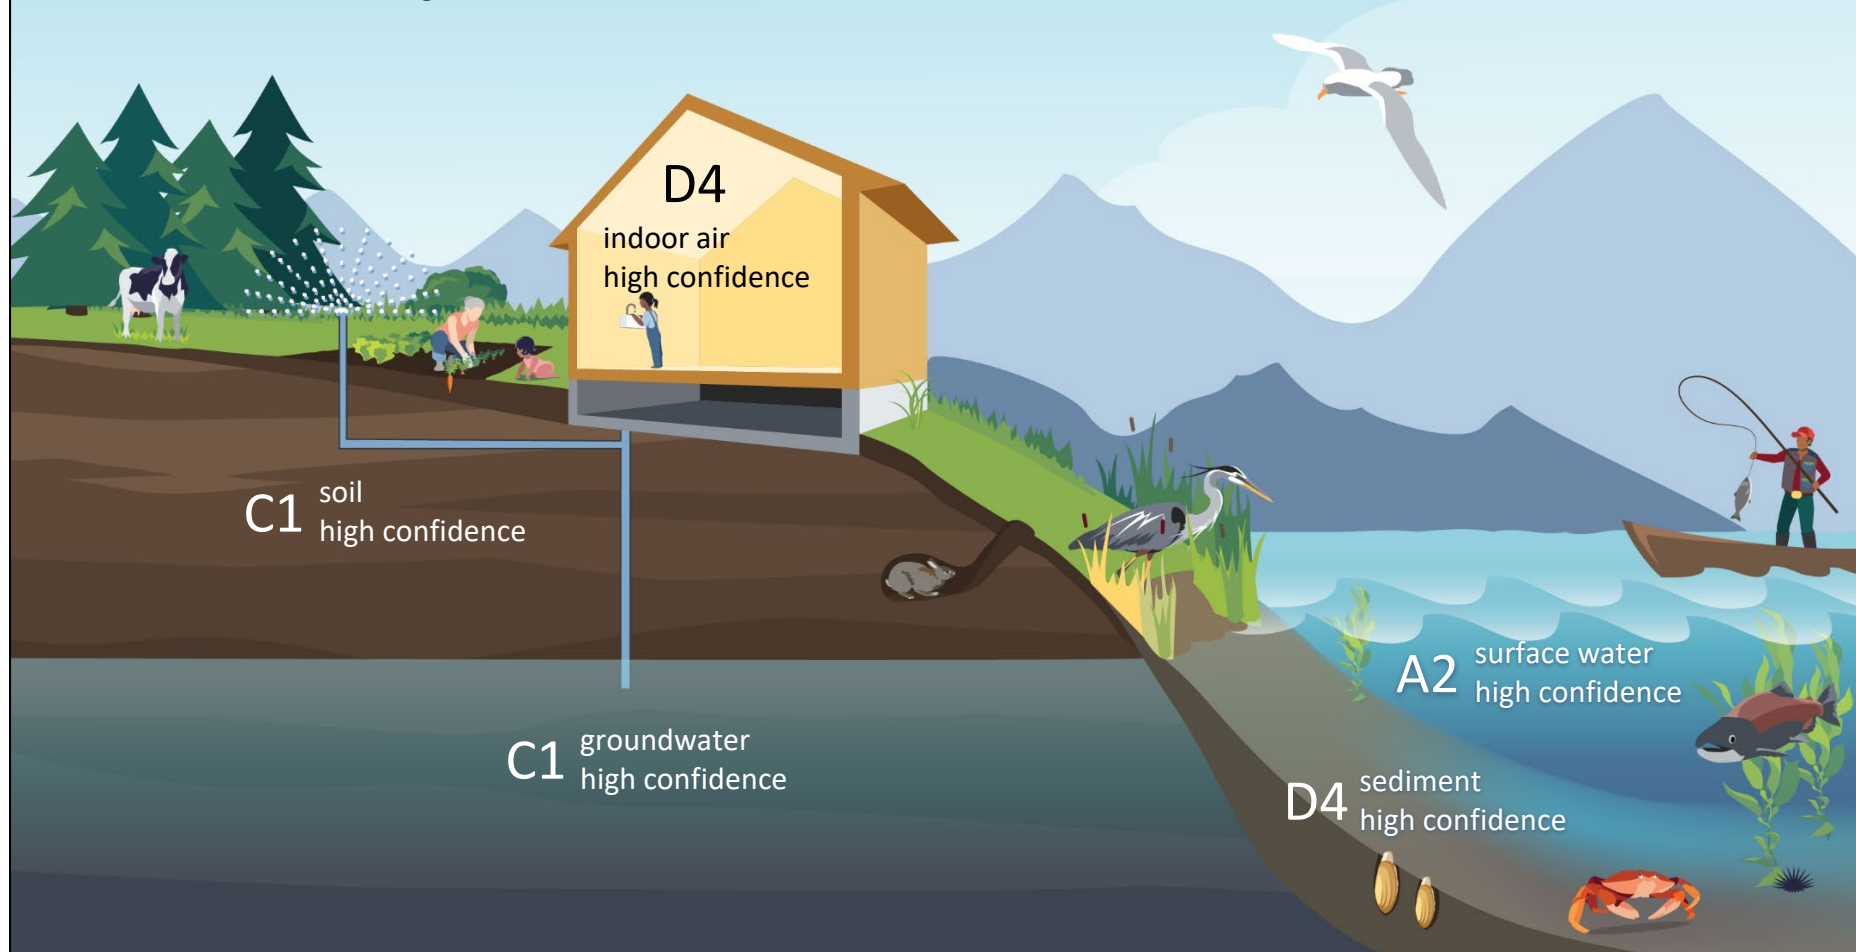 D4
indoor air
high confidence
C1
soil
high confidence
A2
surface water
high confidence
C1
groundwater
high confidence
D4
sediment
high confidence